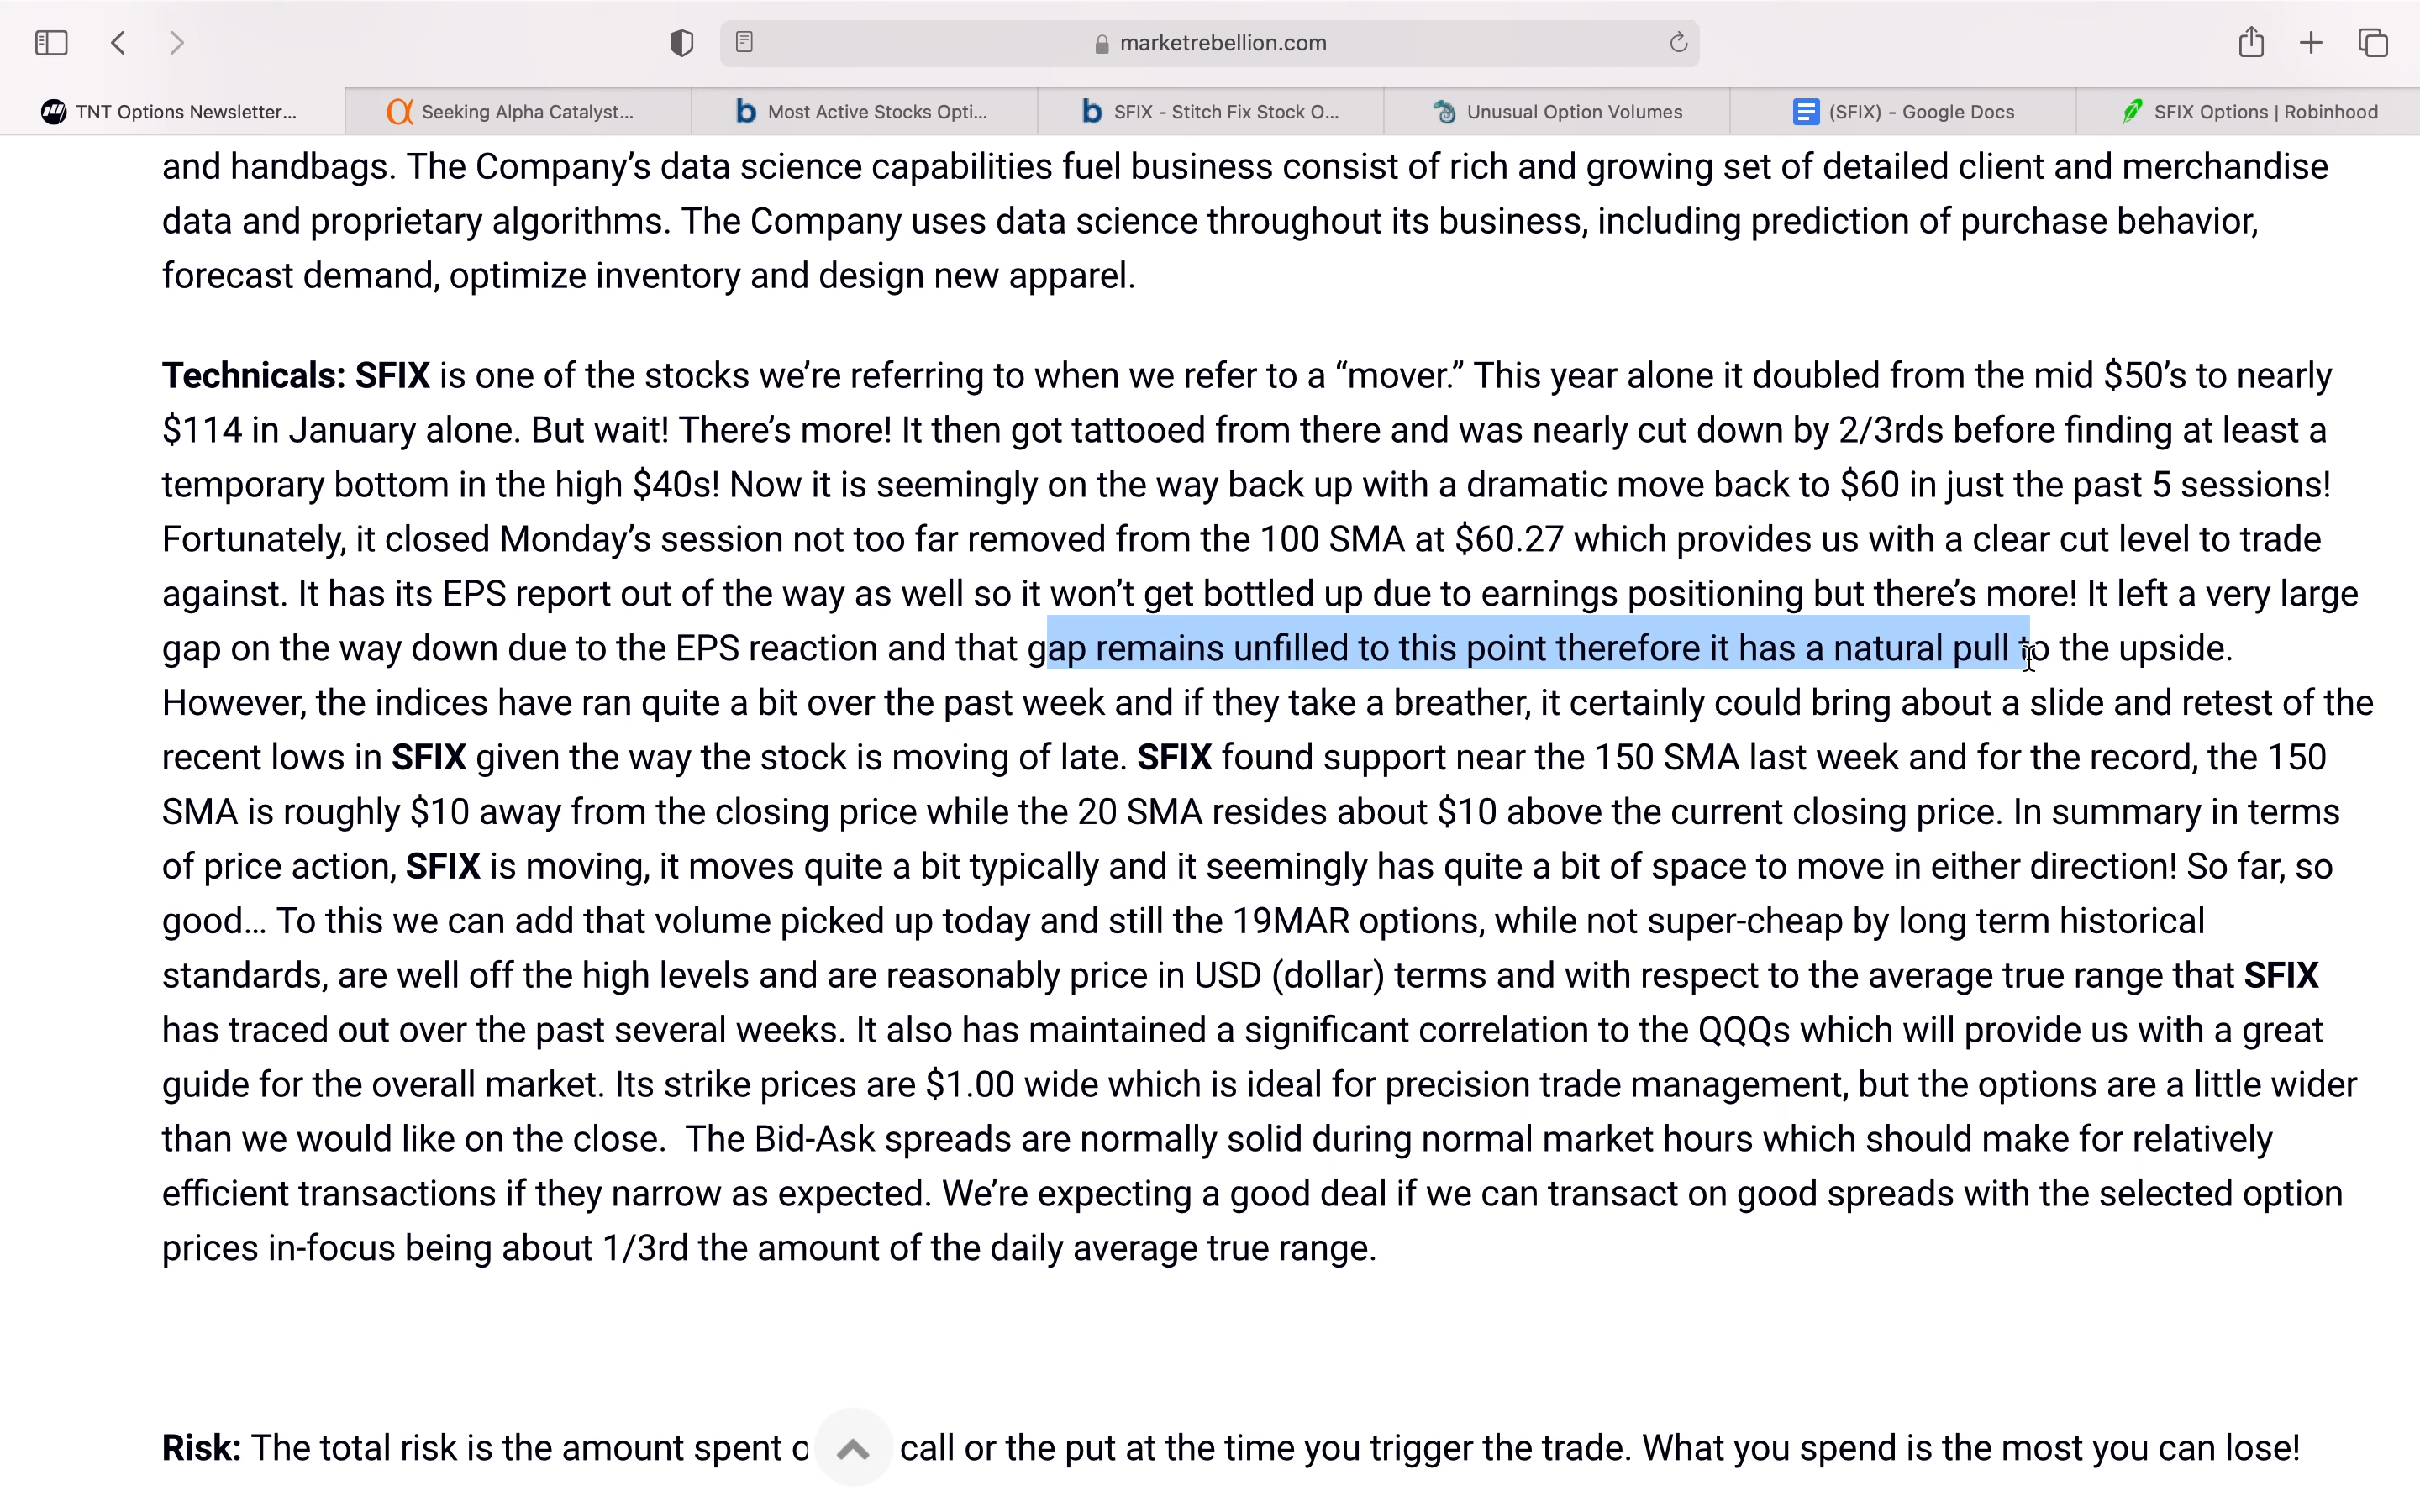 marketrebellion.com
TNT Options Newsletter...
Seeking Alpha Catalyst...
Most Active Stocks Opti...
SFIX - Stitch Fix Stock O...
Unusual Option Volumes
(SFIX) - Google Docs
SFIX Options | Robinhood
and handbags. The Company’s data science capabilities fuel business consist of rich and growing set of detailed client and merchandise
data and proprietary algorithms. The Company uses data science throughout its business, including prediction of purchase behavior,
forecast demand, optimize inventory and design new apparel.
Technicals: SFIX is one of the stocks we’re referring to when we refer to a “mover.” This year alone it doubled from the mid $50’s to nearly
$114 in January alone. But wait! There’s more! It then got tattooed from there and was nearly cut down by 2/3rds before finding at least a
temporary bottom in the high $40s! Now it is seemingly on the way back up with a dramatic move back to $60 in just the past 5 sessions!
Fortunately, it closed Monday’s session not too far removed from the 100 SMA at $60.27 which provides us with a clear cut level to trade
against. It has its EPS report out of the way as well so it won’t get bottled up due to earnings positioning but there’s more! It left a very large
gap on the way down due to the EPS reaction and that gap remains unfilled to this point therefore it has a natural pull to the upside.
However, the indices have ran quite a bit over the past week and if they take a breather, it certainly could bring about a slide and retest of the
recent lows in SFIX given the way the stock is moving of late. SFIX found support near the 150 SMA last week and for the record, the 150
SMA is roughly $10 away from the closing price while the 20 SMA resides about $10 above the current closing price. In summary in terms
of price action, SFIX is moving, it moves quite a bit typically and it seemingly has quite a bit of space to move in either direction! So far, so
good… To this we can add that volume picked up today and still the 19MAR options, while not super-cheap by long term historical
standards, are well off the high levels and are reasonably price in USD (dollar) terms and with respect to the average true range that SFIX
has traced out over the past several weeks. It also has maintained a significant correlation to the QQQs which will provide us with a great
guide for the overall market. Its strike prices are $1.00 wide which is ideal for precision trade management, but the options are a little wider
than we would like on the close.  The Bid-Ask spreads are normally solid during normal market hours which should make for relatively
efficient transactions if they narrow as expected. We’re expecting a good deal if we can transact on good spreads with the selected option
prices in-focus being about 1/3rd the amount of the daily average true range.
Risk: The total risk is the amount spent call or the put at the time you trigger the trade. What you spend is the most you can lose!